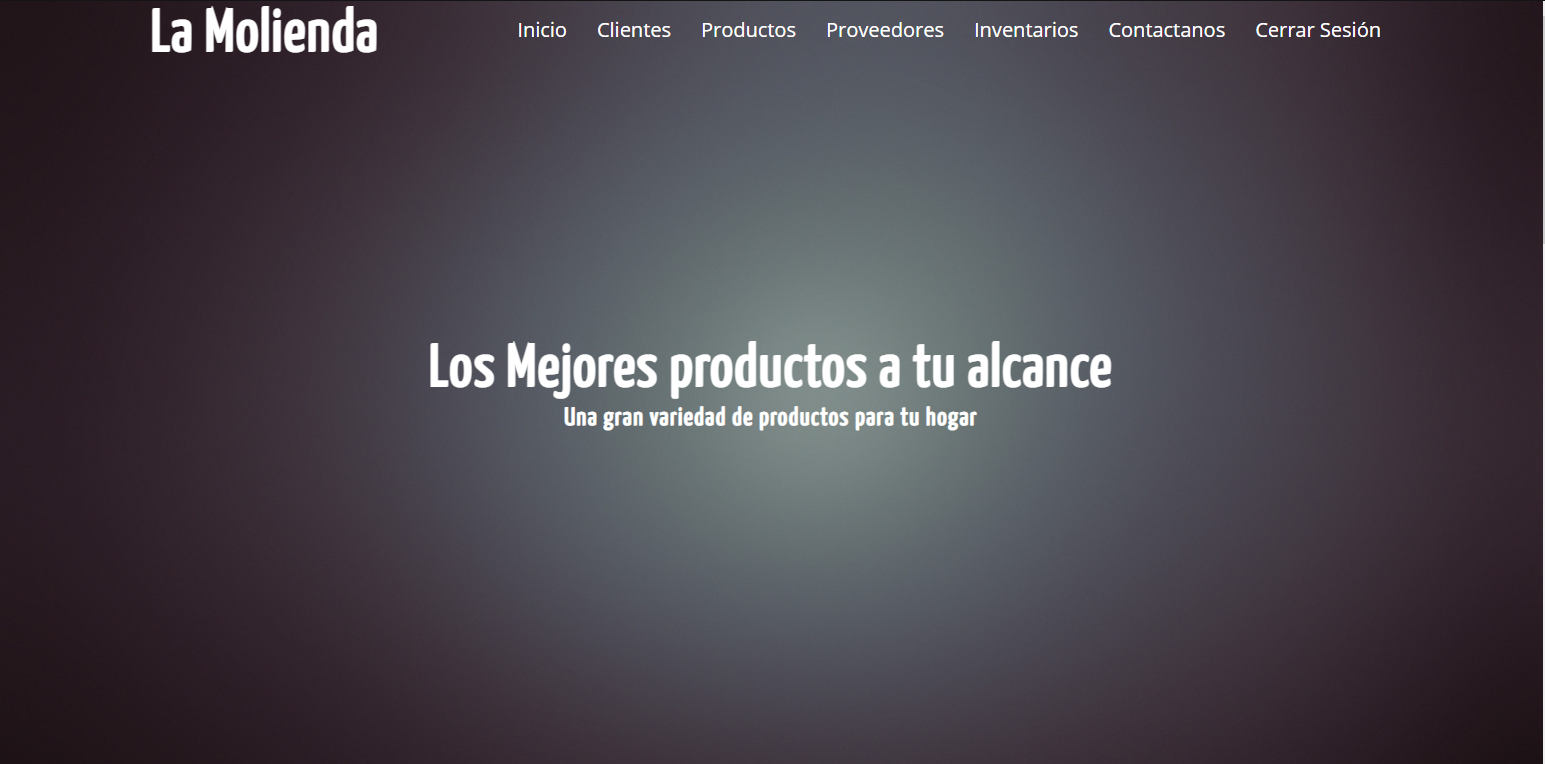 La Molienda
Inicio Clientes Productos Proveedores Inventarios Contactanos Cerrar Sesión
Los Mejores productos a tu alcance
Una gran variedad de productos para tu hogar